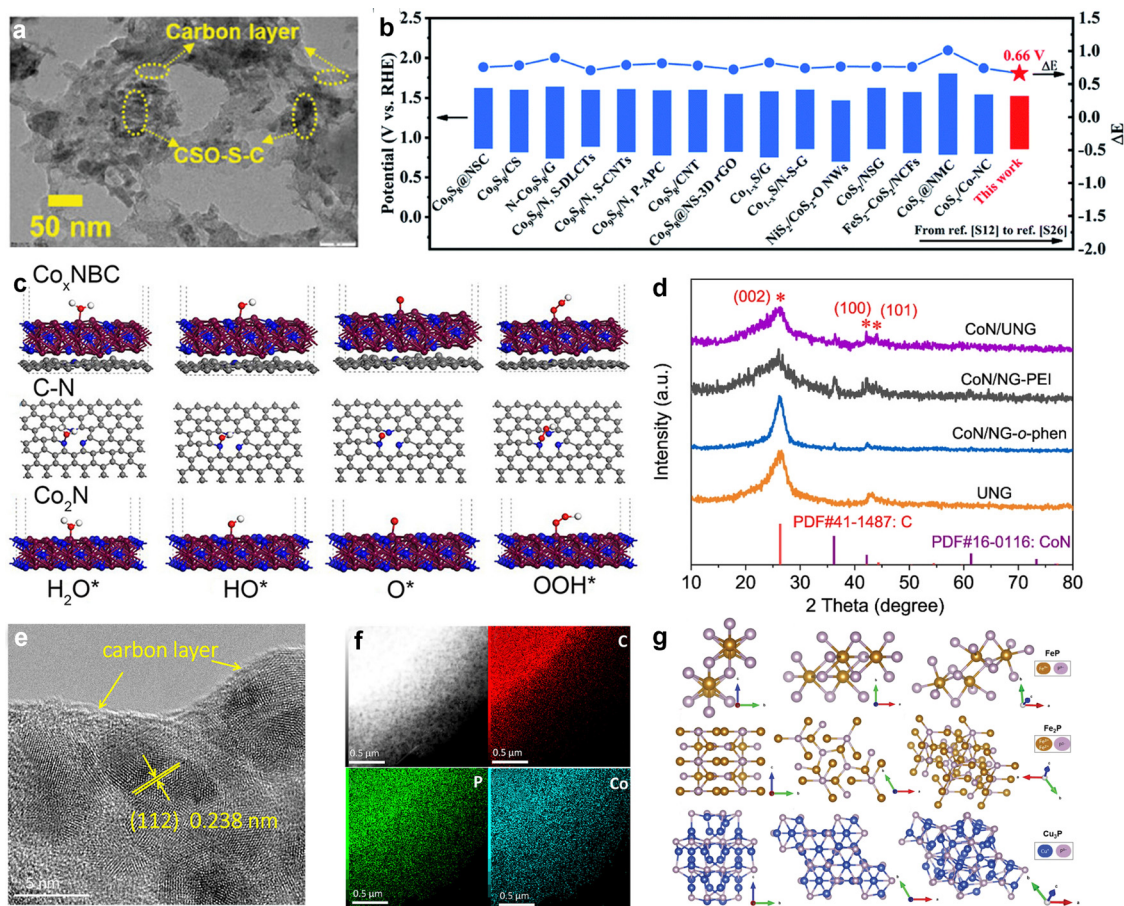 a
Carbon layer
CSO-S-C
50 nm
b
Potential (V vs. RHE)
2.5
2.0
1.5
1.0
0.5
0.0
1.5
1.0
0.5
0.0
-0.5
-1.0
-1.5
-2.0
ΔE
0.66 V
ΔE
Co₉S₈@NSC
Co₉S₈/CS
N-Co₉S₈/G
Co₉S₈/N, S-DLCTs
Co₉S₈/N, S-CNTs
Co₉S₈/N, P-APC
Co₉S₈/CNT
Co₉S₈@NS-3D rGO
Co₁₋ₓS/G
Co₁₋ₓS/N-S-G
NiS₂/CoS₂-O NWs
CoS₂/NSG
FeS₂-CoS₂/NCFs
CoSₓ@NMC
CoSₓ/Co-NC
This work
From ref. [S12] to ref. [S26]
c
CoₓNBC
C-N
Co₂N
H₂O*
HO*
O*
OOH*
d
Intensity (a.u.)
(002) *
(100)
(101)
**
CoN/UNG
CoN/NG-PEI
CoN/NG-o-phen
UNG
PDF#41-1487: C
PDF#16-0116: CoN
10 20 30 40 50 60 70 80
2 Theta (degree)
e
carbon layer
(112) 0.238 nm
5 nm
f
C
0.5 μm
0.5 μm
P
Co
0.5 μm
0.5 μm
g
FeP
Fe₂P
Cu₃P